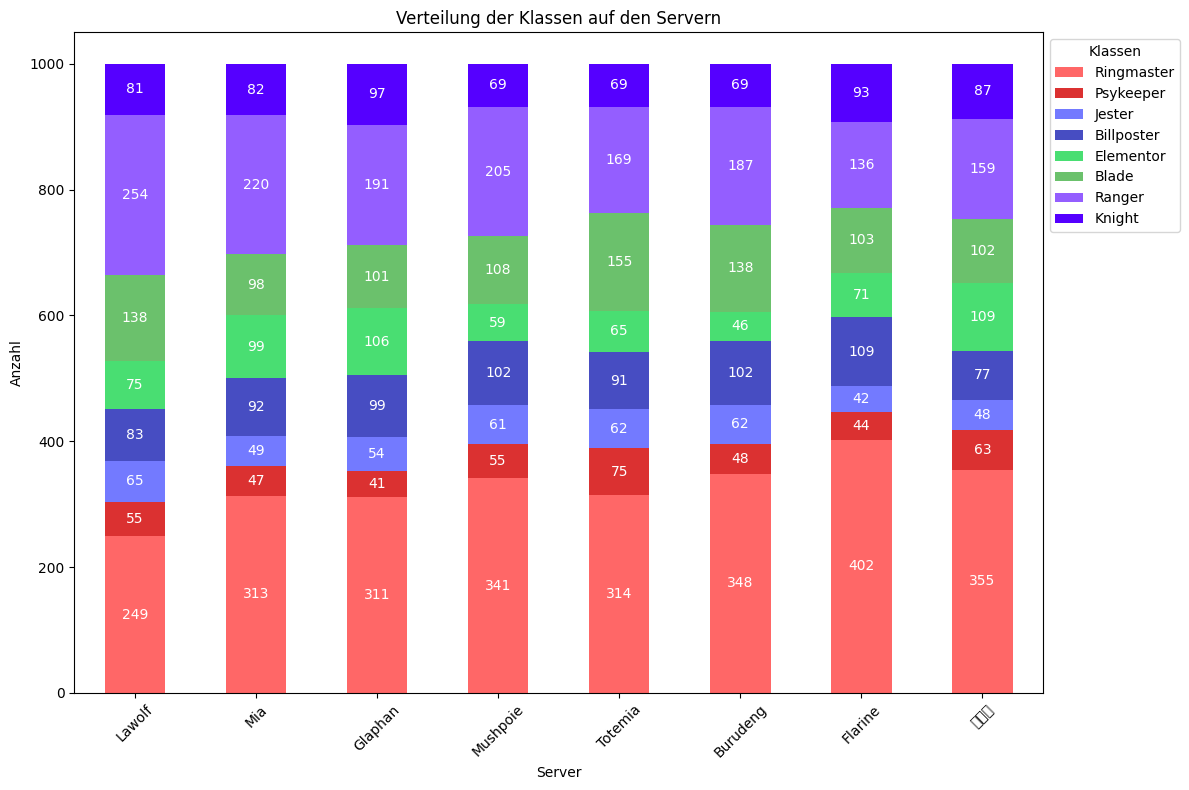 Verteilung der Klassen auf den Servern
Klassen
Ringmaster
Psykeeper
Jester
Billposter
Elementor
Blade
Ranger
Knight
Anzahl
1000
800
600
400
200
0
81 82 97 69 69 69 93 87
254 220 191 205 169 187 136 159
138 98 101 108 155 138 103 102
75 99 106 59 65 46 71 109
83 92 99 102 91 102 109 77
65 49 54 61 62 62 42 48
55 47 41 55 75 48 44 63
249 313 311 341 314 348 402 355
Lawolf Mia Glaphan Mushpoie Totemia Burudeng Flarine
Server